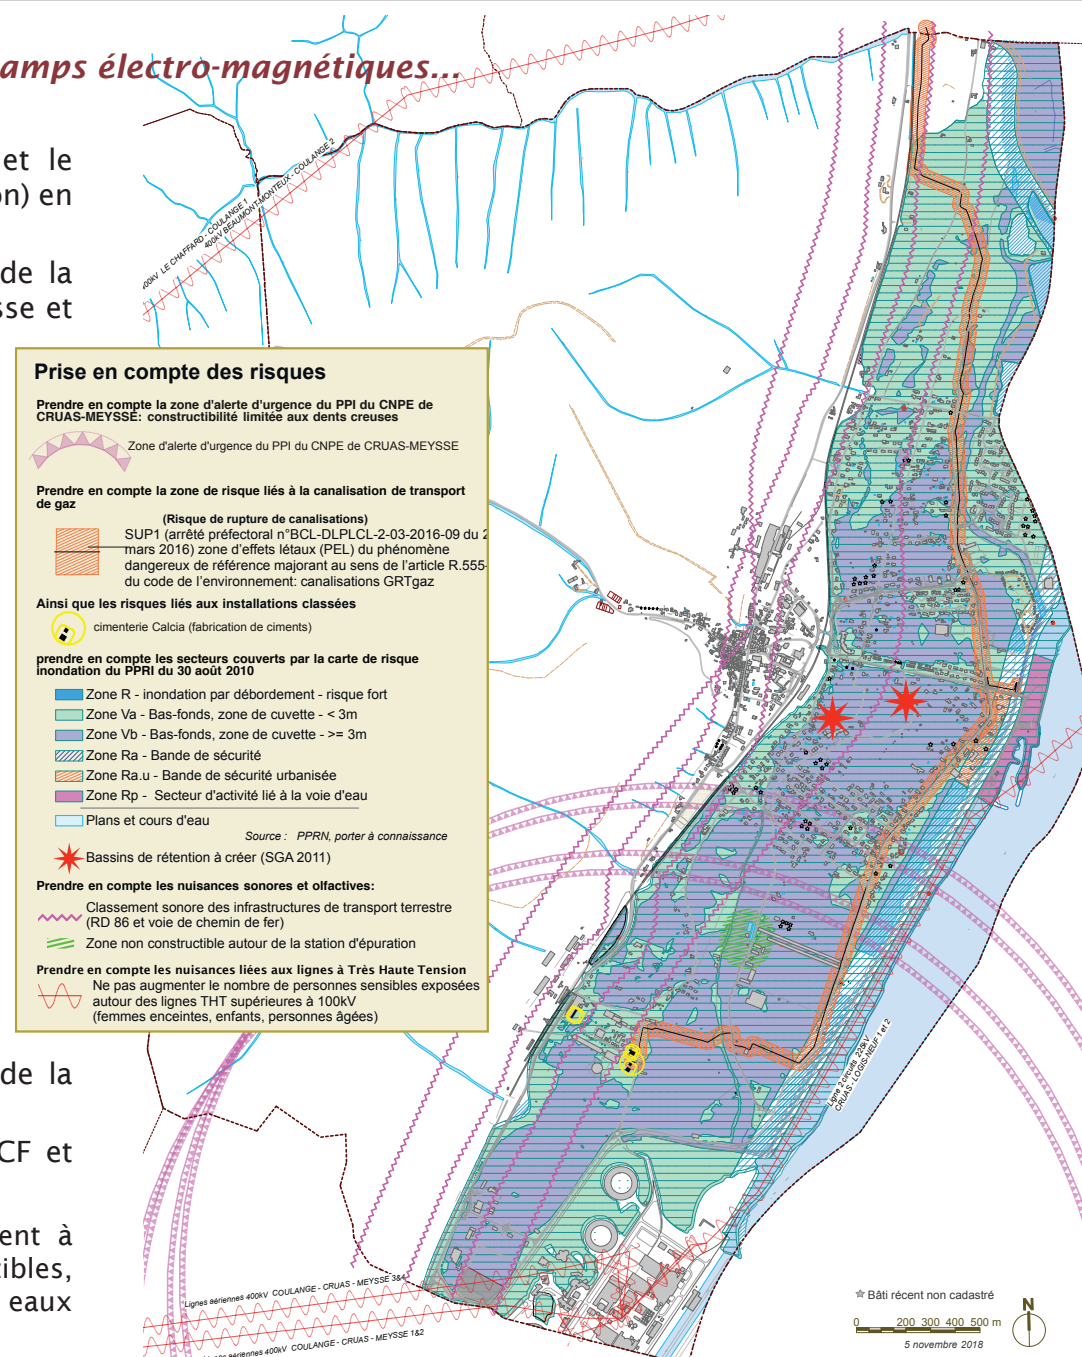 amps électro-magnétiques...
et le
on) en
de la
sse et
400kV LE CHAFFARD - COULANGE 1
400kV BEAUMONT-MONTEUX - COULANGE 2
Prise en compte des risques
Prendre en compte la zone d'alerte d'urgence du PPI du CNPE de
CRUAS-MEYSSE: constructibilité limitée aux dents creuses
Zone d'alerte d'urgence du PPI du CNPE de CRUAS-MEYSSE
Prendre en compte la zone de risque liés à la canalisation de transport
de gaz
(Risque de rupture de canalisations)
SUP1 (arrêté préfectoral n°BCL-DLPLCL-2-03-2016-09 du 2
mars 2016) zone d'effets létaux (PEL) du phénomène
dangereux de référence majorant au sens de l'article R.555-
du code de l'environnement: canalisations GRTgaz
Ainsi que les risques liés aux installations classées
cimenterie Calcia (fabrication de ciments)
prendre en compte les secteurs couverts par la carte de risque
inondation du PPRI du 30 août 2010
Zone R - inondation par débordement - risque fort
Zone Va - Bas-fonds, zone de cuvette - < 3m
Zone Vb - Bas-fonds, zone de cuvette - >= 3m
Zone Ra - Bande de sécurité
Zone Ra.u - Bande de sécurité urbanisée
Zone Rp - Secteur d'activité lié à la voie d'eau
Plans et cours d'eau
Source : PPRN, porter à connaissance
Bassins de rétention à créer (SGA 2011)
Prendre en compte les nuisances sonores et olfactives:
Classement sonore des infrastructures de transport terrestre
(RD 86 et voie de chemin de fer)
Zone non constructible autour de la station d'épuration
Prendre en compte les nuisances liées aux lignes à Très Haute Tension
Ne pas augmenter le nombre de personnes sensibles exposées
autour des lignes THT supérieures à 100kV
(femmes enceintes, enfants, personnes âgées)
de la
CF et
ent à
tibles,
eaux
Ligne 2 circuits 225kV
CRUAS - LOGIS-NEUF 1 et 2
Lignes aériennes 400kV COULANGE - CRUAS - MEYSSE 3&4
aériennes 400kV COULANGE - CRUAS - MEYSSE 1&2
Bâti récent non cadastré
0 200 300 400 500 m
N
5 novembre 2018